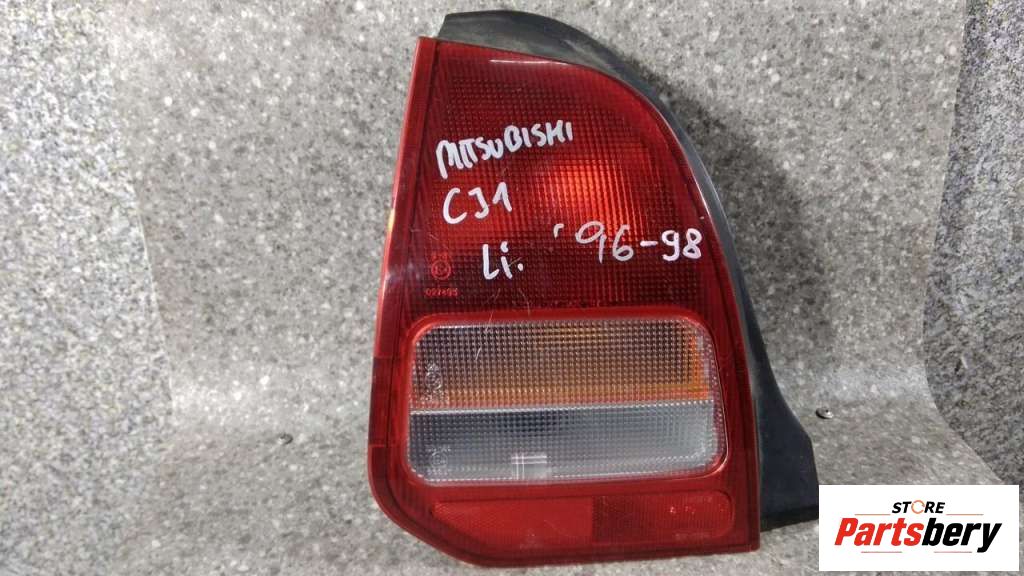 MITSUBISHI
CJ1
Li. '96-98
STORE
Partsbery